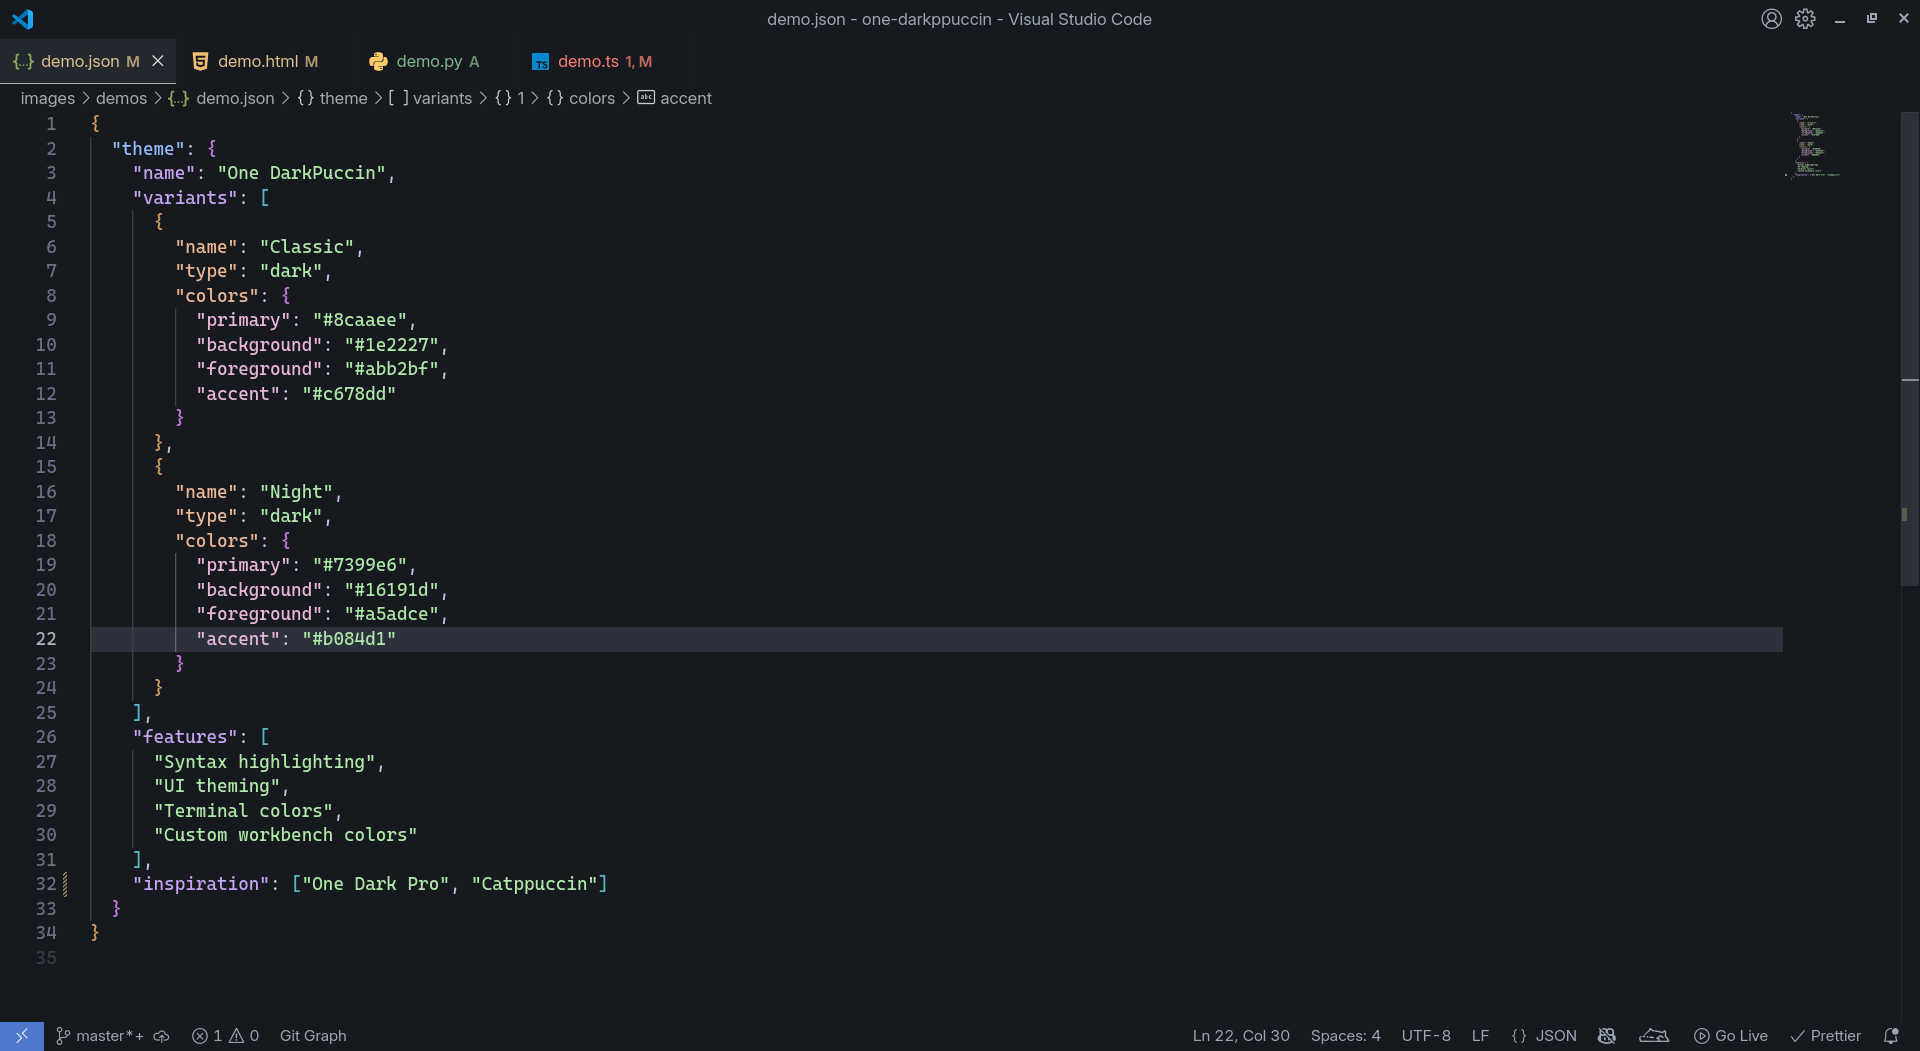 demo.json - one-darkppuccin - Visual Studio Code
{..} demo.json M demo.html M demo.py A TS demo.ts 1, M
images > demos > {..} demo.json > {} theme > [ ] variants > {} 1 > {} colors > abc accent
1 {
2   "theme": {
3     "name": "One DarkPuccin",
4     "variants": [
5       {
6         "name": "Classic",
7         "type": "dark",
8         "colors": {
9           "primary": "#8caaee",
10           "background": "#1e2227",
11           "foreground": "#abb2bf",
12           "accent": "#c678dd"
13         }
14       },
15       {
16         "name": "Night",
17         "type": "dark",
18         "colors": {
19           "primary": "#7399e6",
20           "background": "#16191d",
21           "foreground": "#a5adce",
22           "accent": "#b084d1"
23         }
24       }
25     ],
26     "features": [
27       "Syntax highlighting",
28       "UI theming",
29       "Terminal colors",
30       "Custom workbench colors"
31     ],
32     "inspiration": ["One Dark Pro", "Catppuccin"]
33   }
34 }
35
master*+ 1 0 Git Graph Ln 22, Col 30 Spaces: 4 UTF-8 LF {} JSON Go Live Prettier